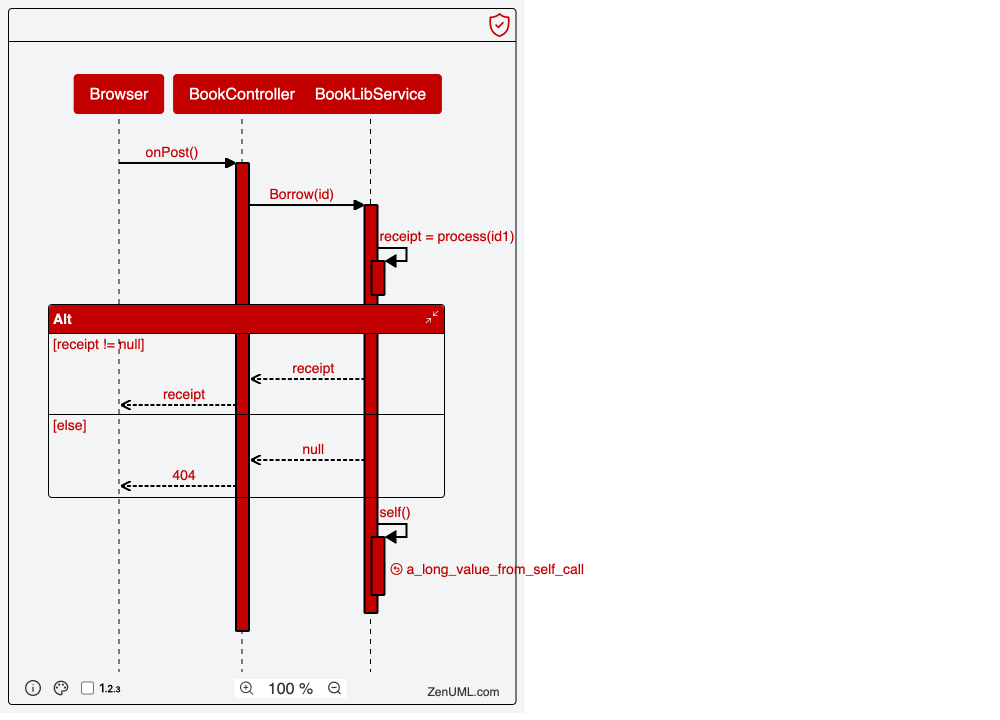 Browser BookController BookLibService
onPost()
Borrow(id)
receipt = process(id1)
Alt
[receipt != null]
receipt
receipt
[else]
null
404
self()
a_long_value_from_self_call
1.2.3 100 % ZenUML.com